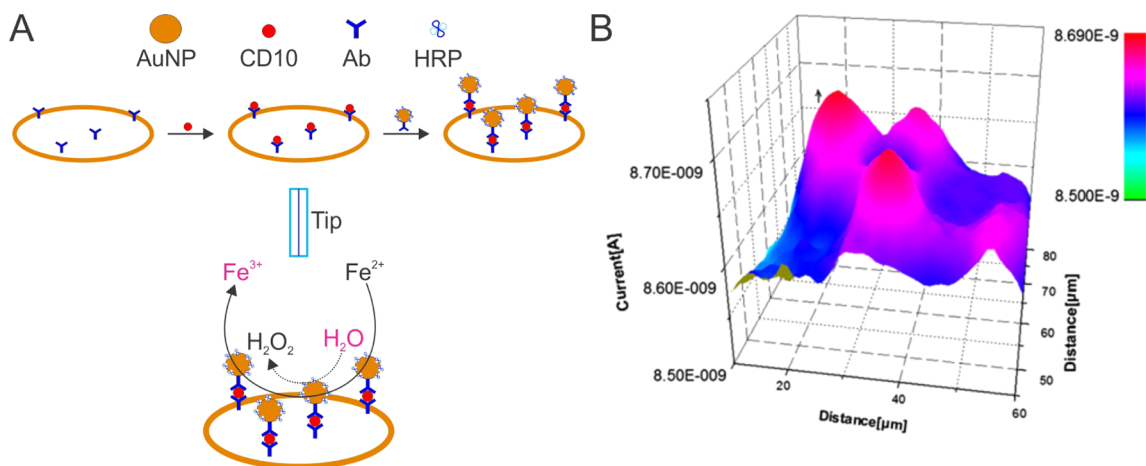 A
AuNP
CD10
Ab
HRP
Tip
Fe³⁺
Fe²⁺
H₂O₂
H₂O
B
8.690E-9
8.500E-9
8.70E-009
8.60E-009
8.50E-009
Current[A]
20
40
60
Distance[µm]
80
70
60
50
Distance[µm]